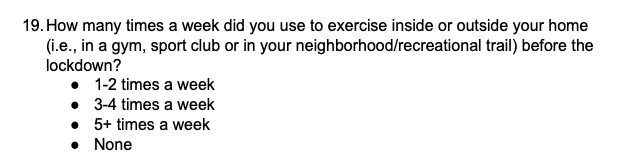 19. How many times a week did you use to exercise inside or outside your home
(i.e., in a gym, sport club or in your neighborhood/recreational trail) before the
lockdown?
● 1-2 times a week
● 3-4 times a week
● 5+ times a week
● None